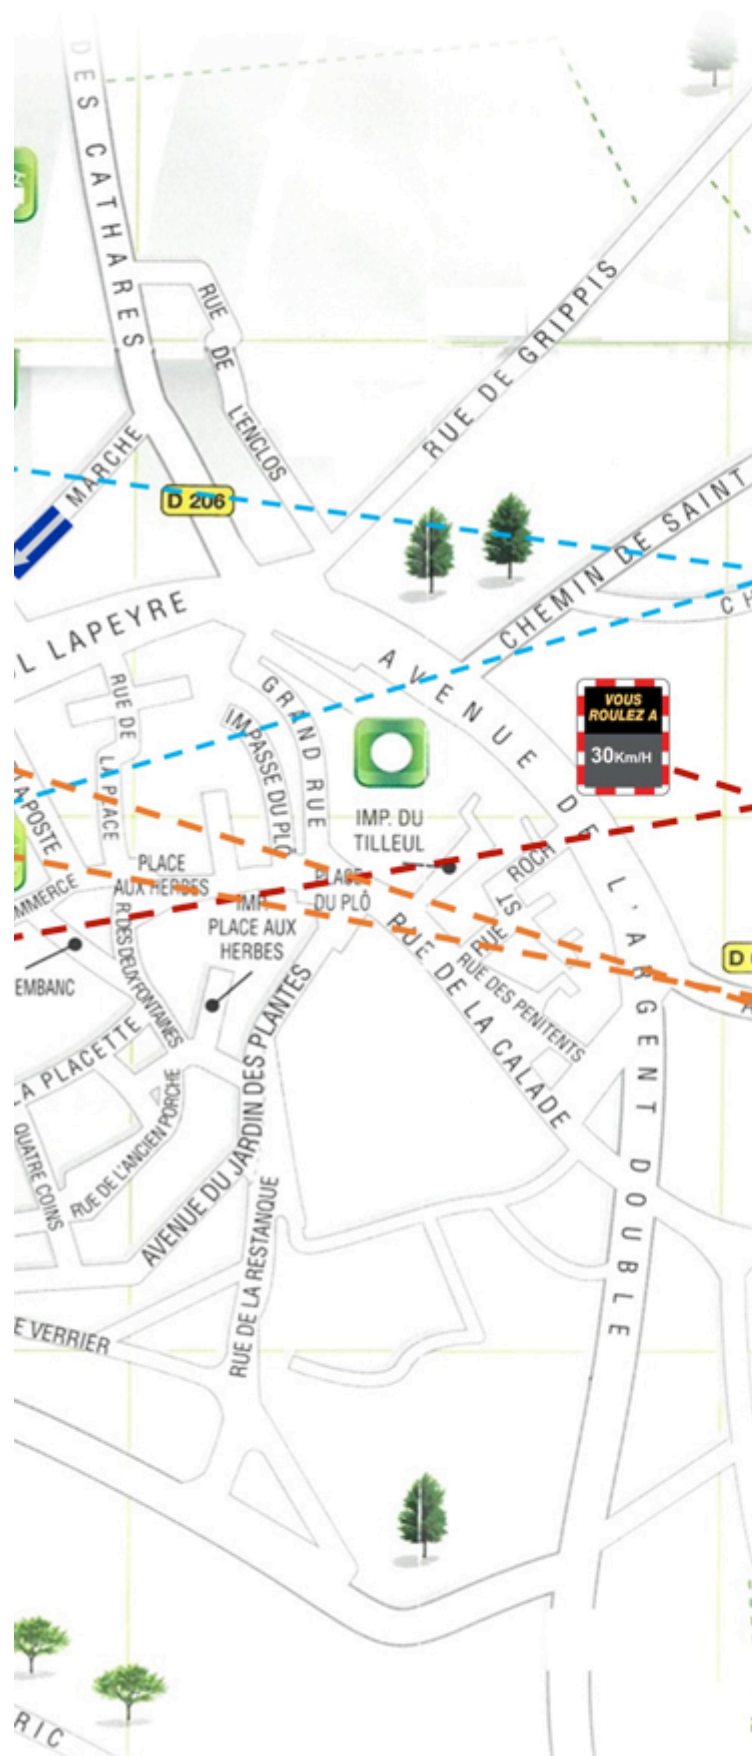 DES CATHARES
RUE DE L'ENCLOS
RUE DE GRIPPIS
MARCHE
D 206
CHEMIN DE SAINT
CH
L LAPEYRE
AVENUE DE L'ARGENT DOUBLE
RUE DE LA PLACE
GRAND RUE
IMPASSE DU PLÔ
VOUS
ROULEZ A
30Km/H
LA POSTE
IMP. DU
TILLEUL
PLACE
AUX HERBES
PLACE
DU PLÔ
RUE ST ROCH
MMERCE
IMP.
PLACE AUX
HERBES
R. DES DEUX FONTAINES
EMBANC
RUE DE LA CALADE
RUE DES PENITENTS
D
LA PLACETTE
QUATRE COINS
RUE DE L'ANCIEN PORCHE
AVENUE DU JARDIN DES PLANTES
RUE DE LA RESTANQUE
E VERRIER
RIC